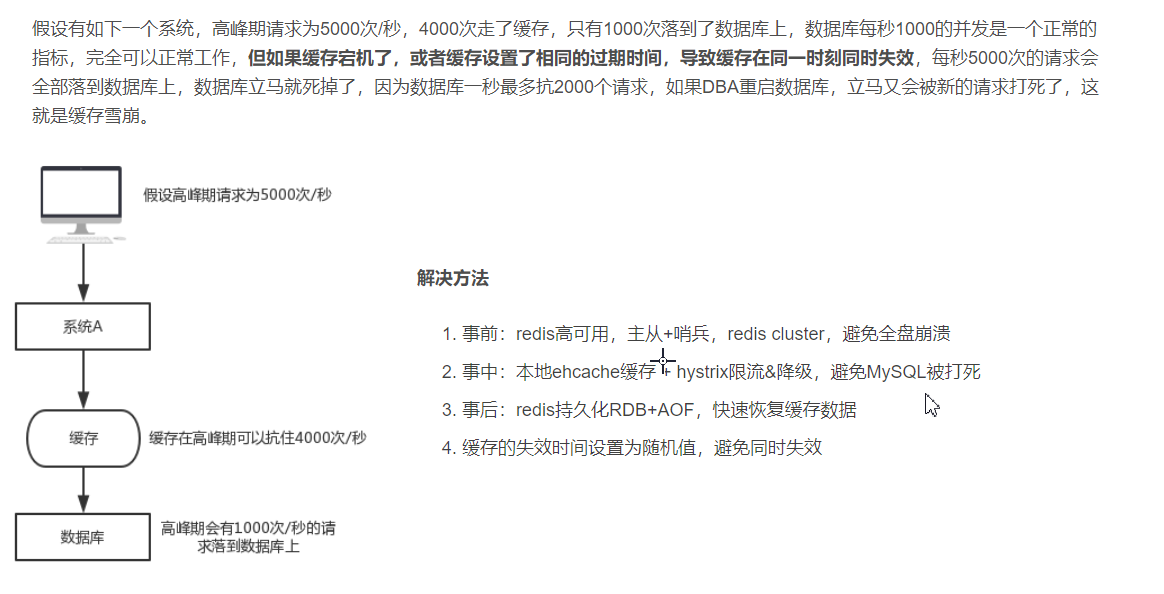 假设有如下一个系统，高峰期请求为5000次/秒，4000次走了缓存，只有1000次落到了数据库上，数据库每秒1000的并发是一个正常的
指标，完全可以正常工作，但如果缓存宕机了，或者缓存设置了相同的过期时间，导致缓存在同一时刻同时失效，每秒5000次的请求会
全部落到数据库上，数据库立马就死掉了，因为数据库一秒最多抗2000个请求，如果DBA重启数据库，立马又会被新的请求打死了，这
就是缓存雪崩。
假设高峰期请求为5000次/秒
系统A
缓存
缓存在高峰期可以抗住4000次/秒
数据库
高峰期会有1000次/秒的请
求落到数据库上
解决方法
1. 事前：redis高可用，主从+哨兵，redis cluster，避免全盘崩溃
2. 事中：本地ehcache缓存 + hystrix限流&降级，避免MySQL被打死
3. 事后：redis持久化RDB+AOF，快速恢复缓存数据
4. 缓存的失效时间设置为随机值，避免同时失效